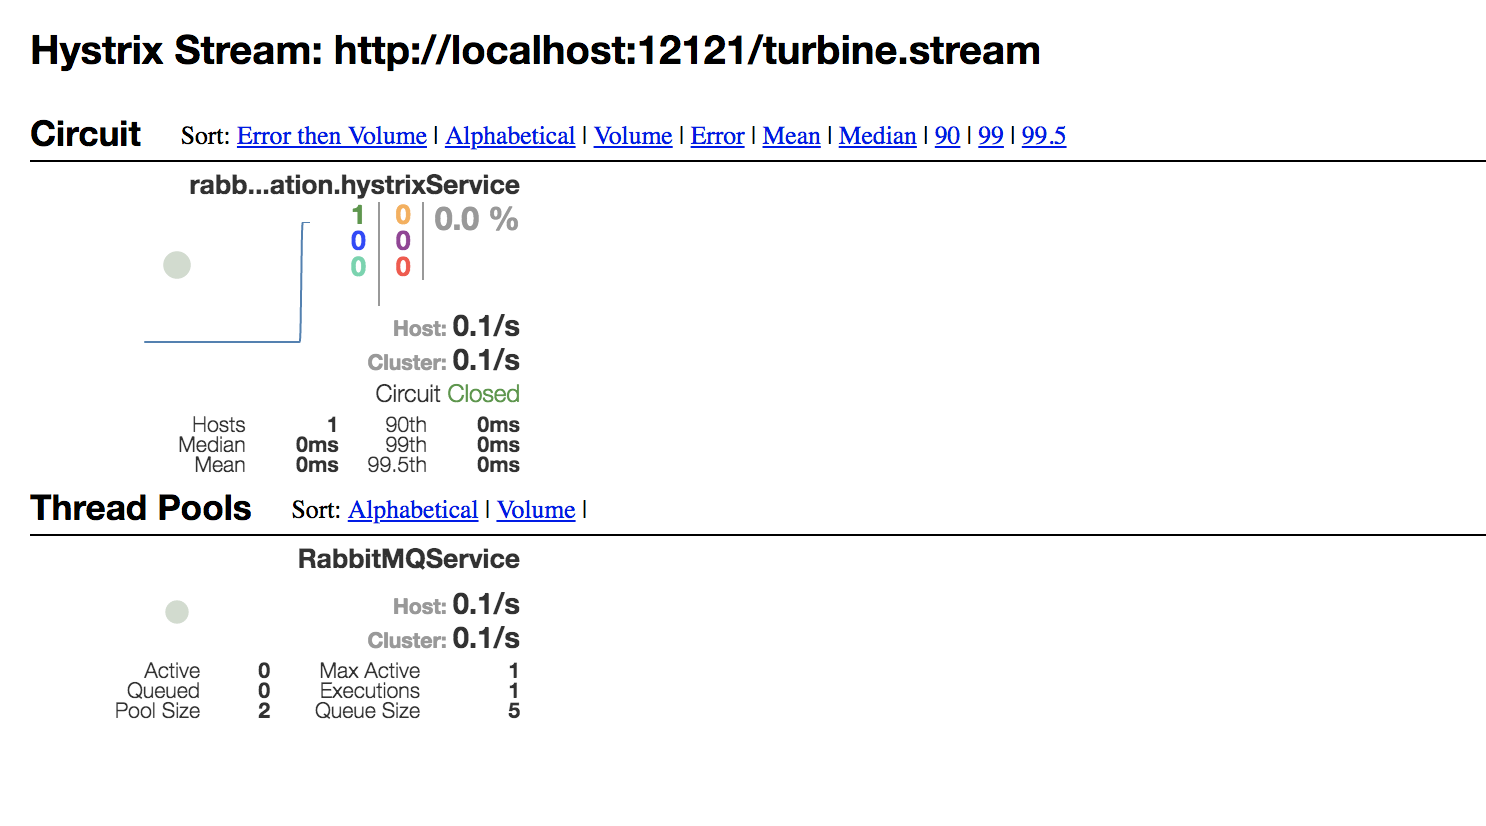 Hystrix Stream: http://localhost:12121/turbine.stream
Circuit Sort: Error then Volume | Alphabetical | Volume | Error | Mean | Median | 90 | 99 | 99.5
rabb...ation.hystrixService
1 0 0.0 %
0 0
0 0
Host: 0.1/s
Cluster: 0.1/s
Circuit Closed
Hosts 1 90th 0ms
Median 0ms 99th 0ms
Mean 0ms 99.5th 0ms
Thread Pools Sort: Alphabetical | Volume |
RabbitMQService
Host: 0.1/s
Cluster: 0.1/s
Active 0 Max Active 1
Queued 0 Executions 1
Pool Size 2 Queue Size 5